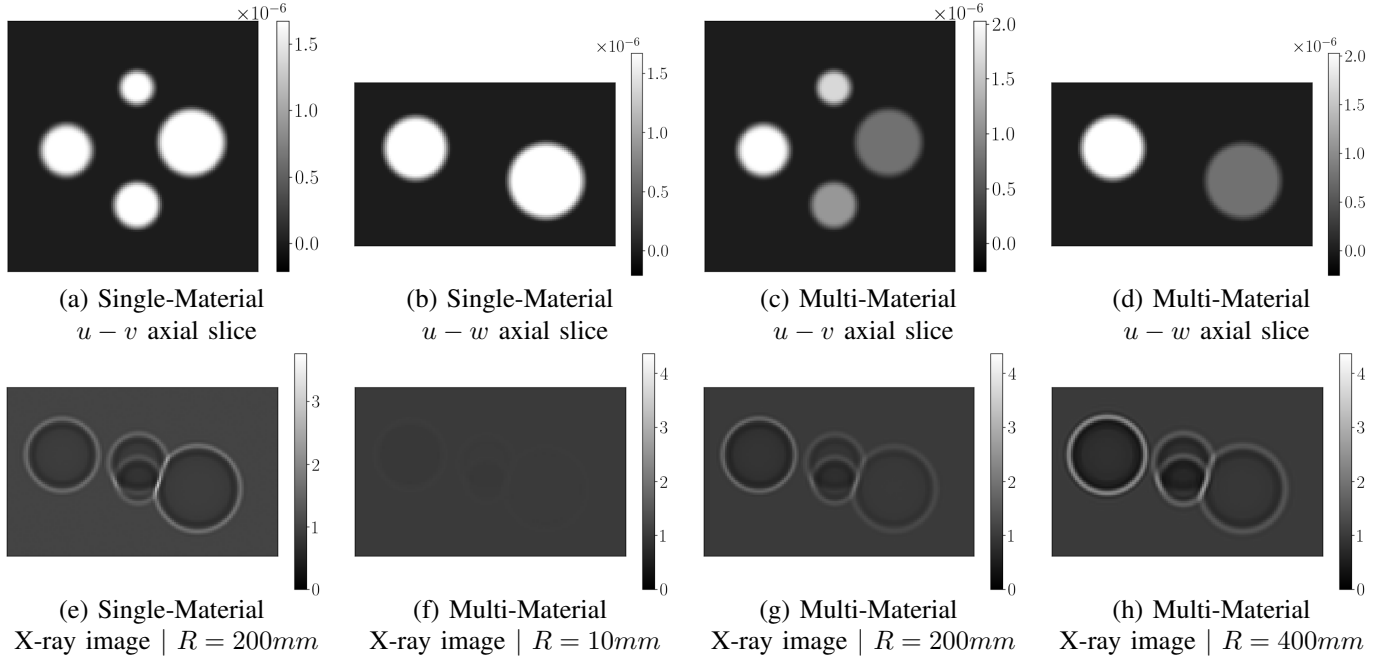 ×10⁻⁶
1.5
1.0
0.5
0.0
(a) Single-Material
u − v axial slice
×10⁻⁶
1.5
1.0
0.5
0.0
(b) Single-Material
u − w axial slice
×10⁻⁶
2.0
1.5
1.0
0.5
0.0
(c) Multi-Material
u − v axial slice
×10⁻⁶
2.0
1.5
1.0
0.5
0.0
(d) Multi-Material
u − w axial slice
3
2
1
0
(e) Single-Material
X-ray image | R = 200mm
4
3
2
1
0
(f) Multi-Material
X-ray image | R = 10mm
4
3
2
1
0
(g) Multi-Material
X-ray image | R = 200mm
4
3
2
1
0
(h) Multi-Material
X-ray image | R = 400mm